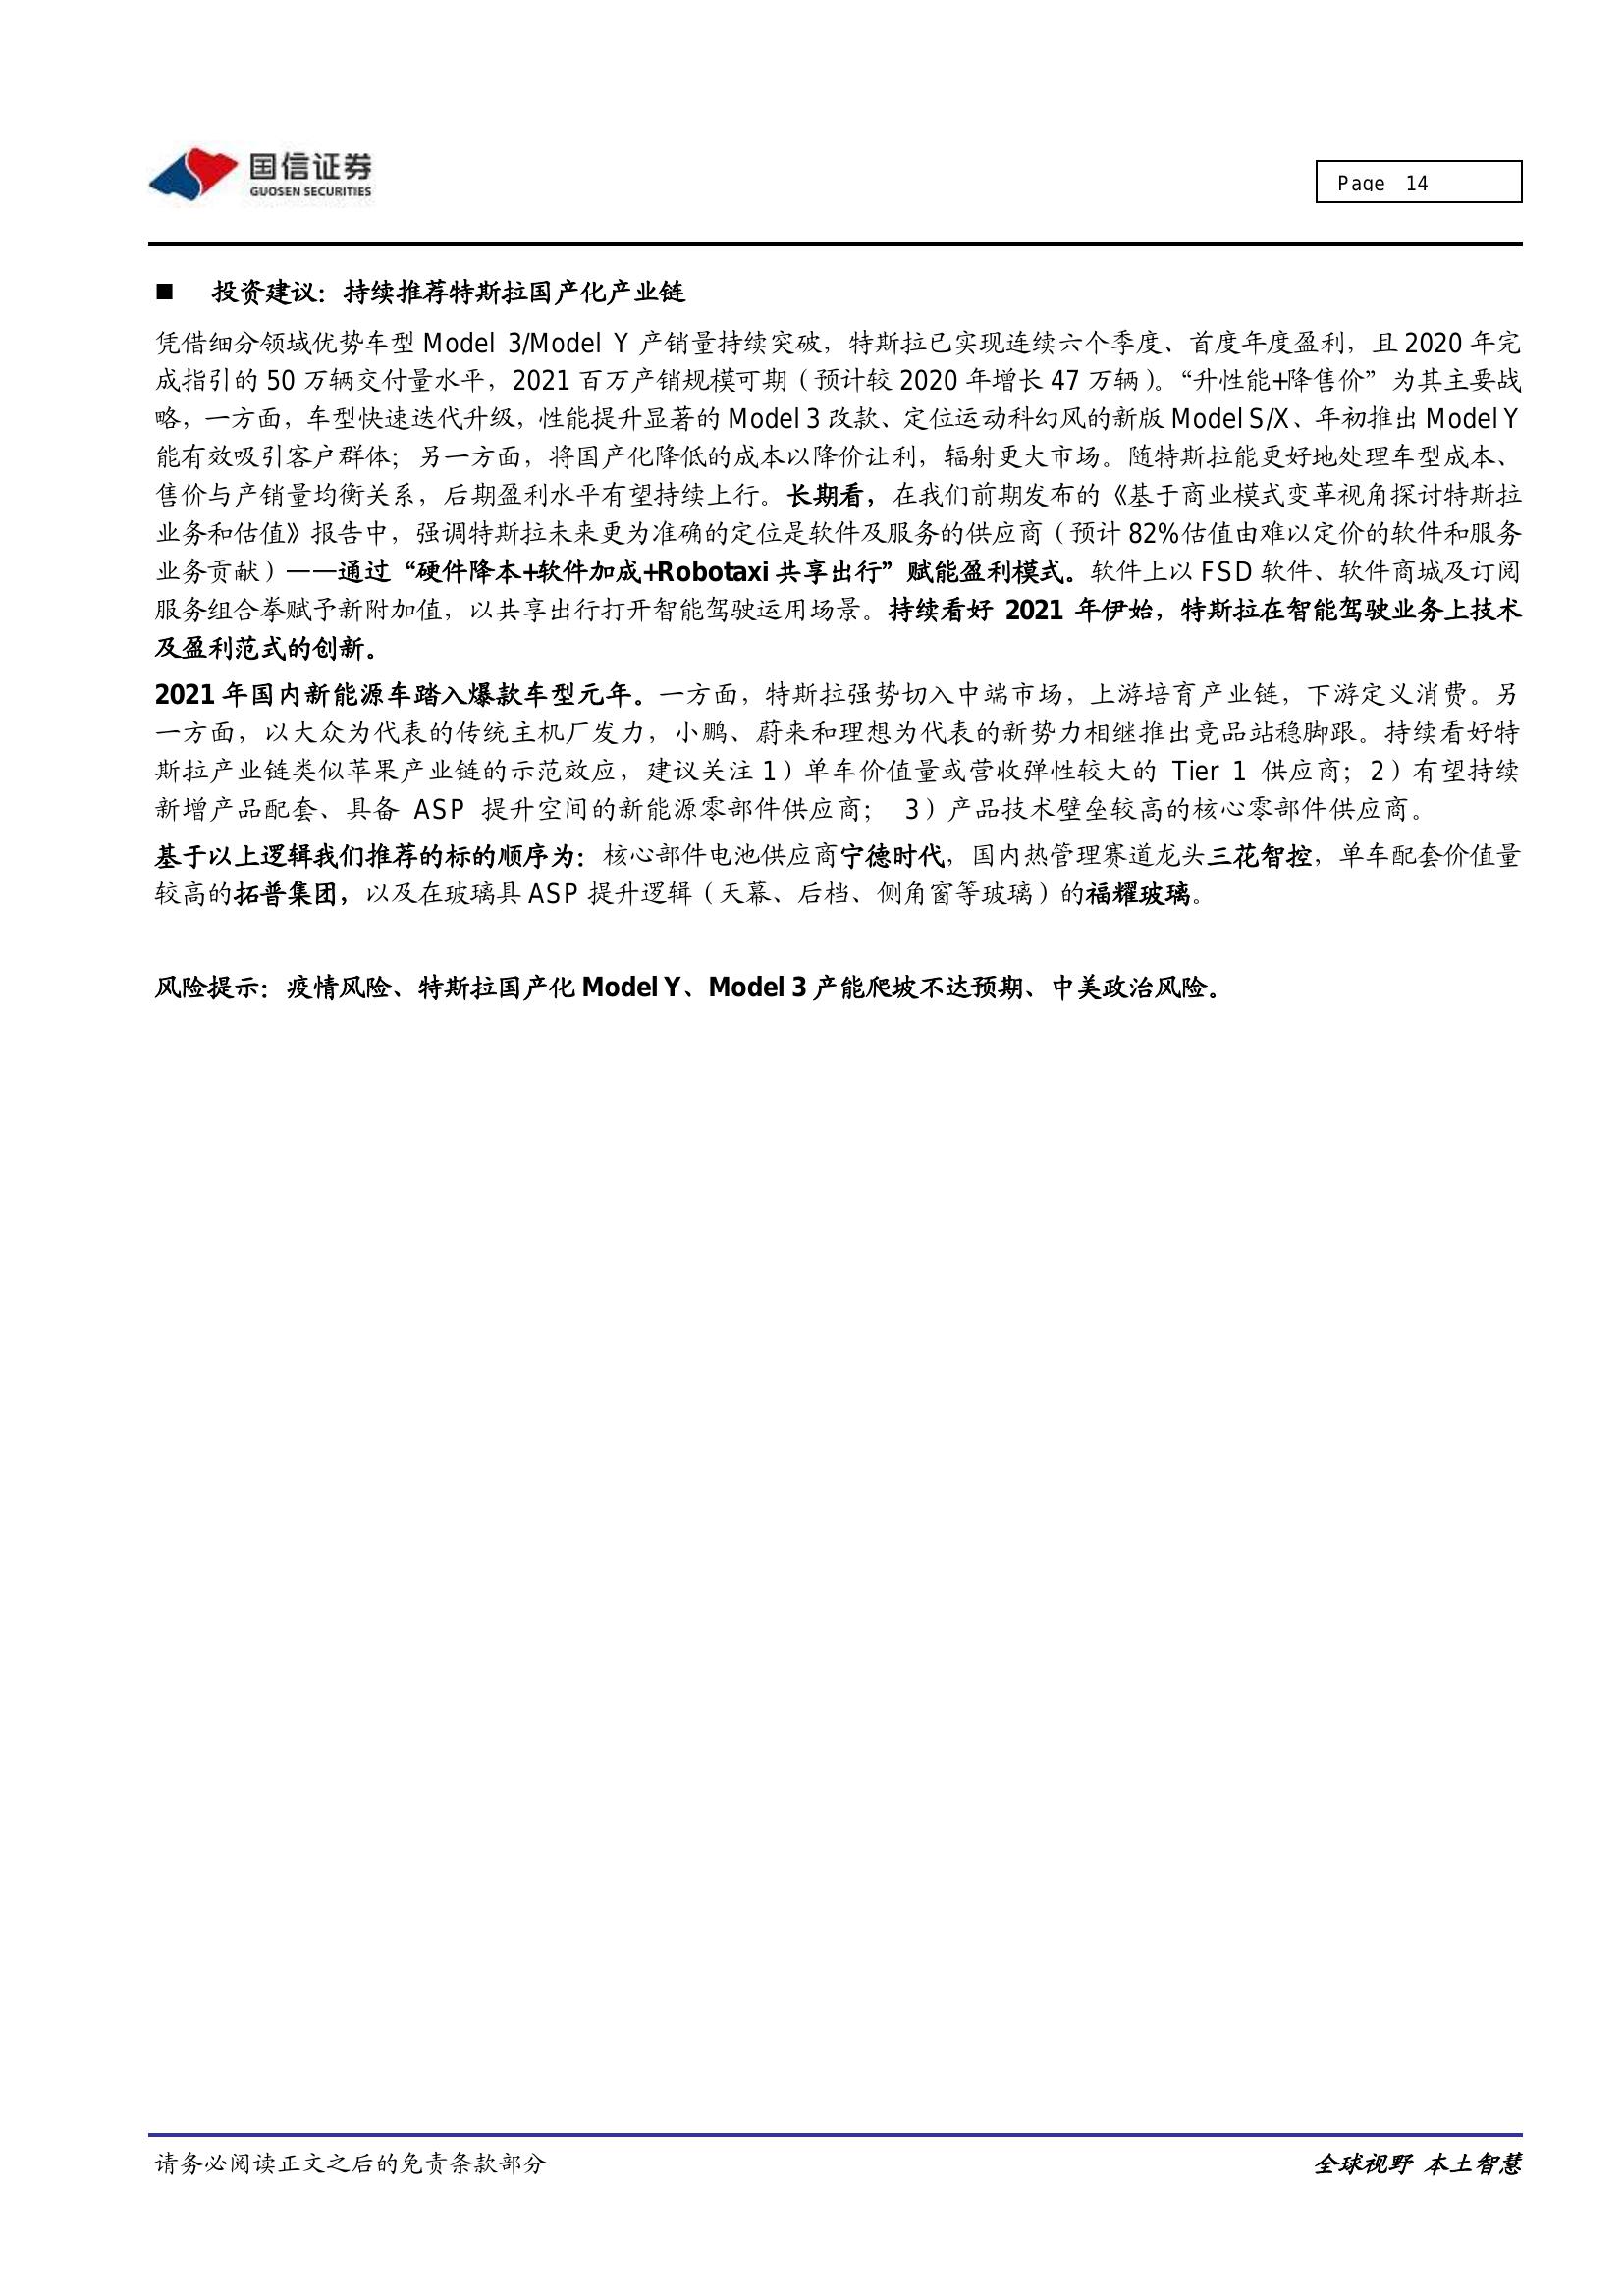 国信证券
GUOSEN SECURITIES
Page 14
■ 投资建议：持续推荐特斯拉国产化产业链
凭借细分领域优势车型 Model 3/Model Y 产销量持续突破，特斯拉已实现连续六个季度、首度年度盈利，且 2020 年完
成指引的 50 万辆交付量水平，2021 百万产销规模可期（预计较 2020 年增长 47 万辆）。“升性能+降售价”为其主要战
略，一方面，车型快速迭代升级，性能提升显著的 Model 3 改款、定位运动科幻风的新版 Model S/X、年初推出 Model Y
能有效吸引客户群体；另一方面，将国产化降低的成本以降价让利，辐射更大市场。随特斯拉能更好地处理车型成本、
售价与产销量均衡关系，后期盈利水平有望持续上行。长期看，在我们前期发布的《基于商业模式变革视角探讨特斯拉
业务和估值》报告中，强调特斯拉未来更为准确的定位是软件及服务的供应商（预计 82%估值由难以定价的软件和服务
业务贡献）——通过“硬件降本+软件加成+Robotaxi 共享出行”赋能盈利模式。软件上以 FSD 软件、软件商城及订阅
服务组合拳赋予新附加值，以共享出行打开智能驾驶运用场景。持续看好 2021 年伊始，特斯拉在智能驾驶业务上技术
及盈利范式的创新。
2021 年国内新能源车踏入爆款车型元年。一方面，特斯拉强势切入中端市场，上游培育产业链，下游定义消费。另
一方面，以大众为代表的传统主机厂发力，小鹏、蔚来和理想为代表的新势力相继推出竞品站稳脚跟。持续看好特
斯拉产业链类似苹果产业链的示范效应，建议关注 1）单车价值量或营收弹性较大的 Tier 1 供应商；2）有望持续
新增产品配套、具备 ASP 提升空间的新能源零部件供应商； 3）产品技术壁垒较高的核心零部件供应商。
基于以上逻辑我们推荐的标的顺序为：核心部件电池供应商宁德时代，国内热管理赛道龙头三花智控，单车配套价值量
较高的拓普集团，以及在玻璃具 ASP 提升逻辑（天幕、后档、侧角窗等玻璃）的福耀玻璃。
风险提示：疫情风险、特斯拉国产化 Model Y、Model 3 产能爬坡不达预期、中美政治风险。
请务必阅读正文之后的免责条款部分
全球视野 本土智慧